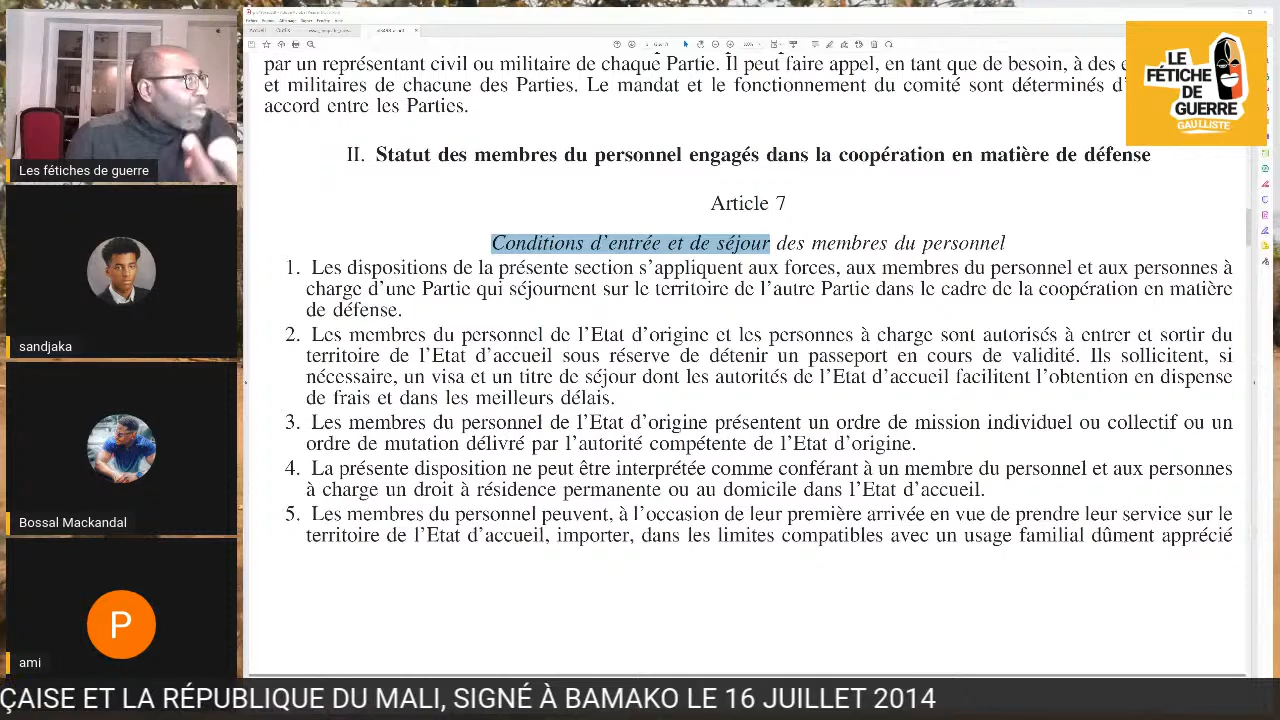 Les fétiches de guerre
sandjaka
Bossal Mackandal
P
ami
par un représentant civil ou militaire de chaque Partie. Il peut faire appel, en tant que de besoin, à des
et militaires de chacune des Parties. Le mandat et le fonctionnement du comité sont déterminés
accord entre les Parties.
LE
FÉTICHE
DE
GUERRE
GAULLISTE
II. Statut des membres du personnel engagés dans la coopération en matière de défense
Article 7
Conditions d’entrée et de séjour des membres du personnel
1. Les dispositions de la présente section s’appliquent aux forces, aux membres du personnel et aux personnes à
charge d’une Partie qui séjournent sur le territoire de l’autre Partie dans le cadre de la coopération en matière
de défense.
2. Les membres du personnel de l’Etat d’origine et les personnes à charge sont autorisés à entrer et sortir du
territoire de l’Etat d’accueil sous réserve de détenir un passeport en cours de validité. Ils sollicitent, si
nécessaire, un visa et un titre de séjour dont les autorités de l’Etat d’accueil facilitent l’obtention en dispense
de frais et dans les meilleurs délais.
3. Les membres du personnel de l’Etat d’origine présentent un ordre de mission individuel ou collectif ou un
ordre de mutation délivré par l’autorité compétente de l’Etat d’origine.
4. La présente disposition ne peut être interprétée comme conférant à un membre du personnel et aux personnes
à charge un droit à résidence permanente ou au domicile dans l’Etat d’accueil.
5. Les membres du personnel peuvent, à l’occasion de leur première arrivée en vue de prendre leur service sur le
territoire de l’Etat d’accueil, importer, dans les limites compatibles avec un usage familial dûment apprécié
ÇAISE ET LA RÉPUBLIQUE DU MALI, SIGNÉ À BAMAKO LE 16 JUILLET 2014